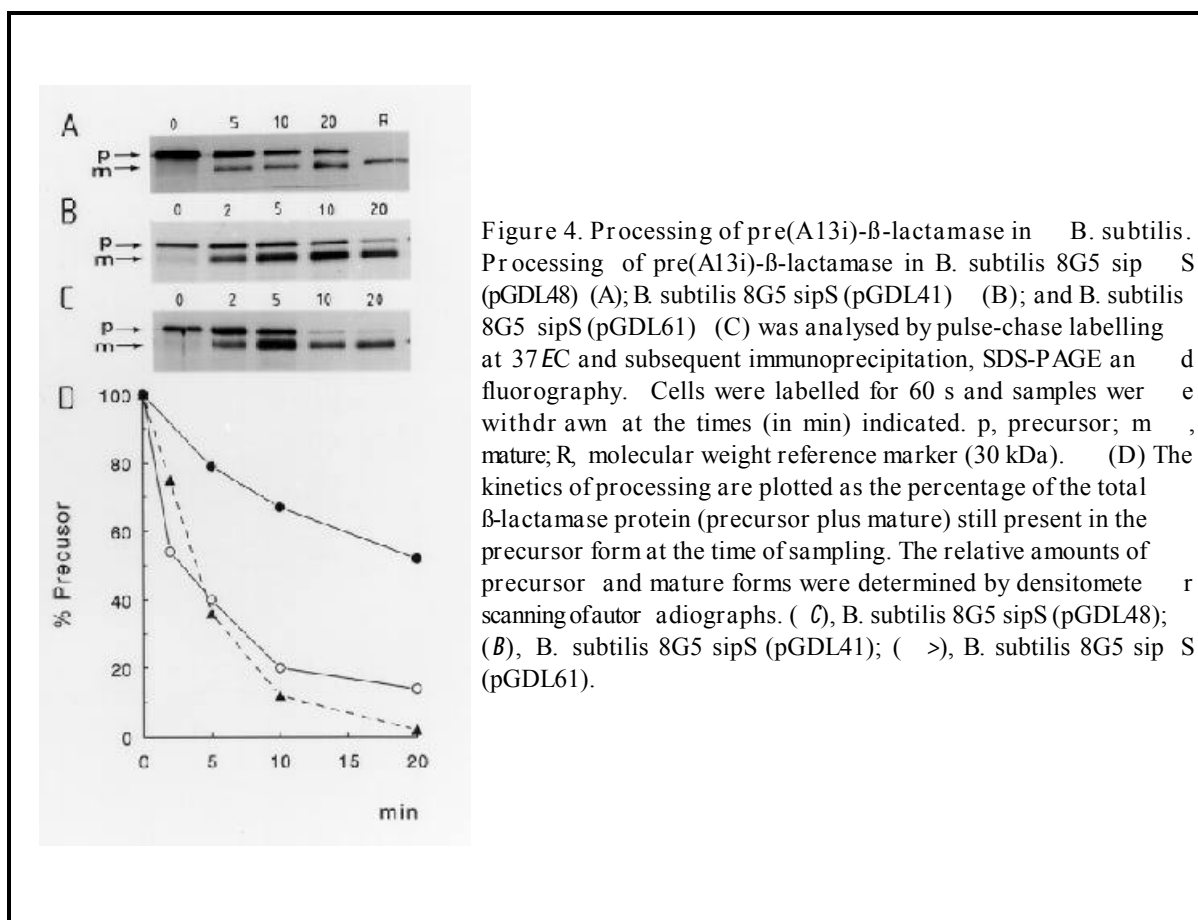 A
0 5 10 20 R
p→
m→
B
0 2 5 10 20
p→
m→
C
0 2 5 10 20
p→
m→
D
100
80
60
40
20
0
% Precusor
0 5 10 15 20
min
Figure 4. Processing of pre(A13i)-ß-lactamase in B. subtilis.
Processing of pre(A13i)-ß-lactamase in B. subtilis 8G5 sip S
(pGDL48) (A); B. subtilis 8G5 sipS (pGDL41) (B); and B. subtilis
8G5 sipS (pGDL61) (C) was analysed by pulse-chase labelling
at 37EC and subsequent immunoprecipitation, SDS-PAGE an d
fluorography. Cells were labelled for 60 s and samples wer e
withdr awn at the times (in min) indicated. p, precursor; m ,
mature; R, molecular weight reference marker (30 kDa). (D) The
kinetics of processing are plotted as the percentage of the total
ß-lactamase protein (precursor plus mature) still present in the
precursor form at the time of sampling. The relative amounts of
precursor and mature forms were determined by densitomete r
scanning of autor adiographs. ( C), B. subtilis 8G5 sipS (pGDL48);
(B), B. subtilis 8G5 sipS (pGDL41); ( >), B. subtilis 8G5 sip S
(pGDL61).